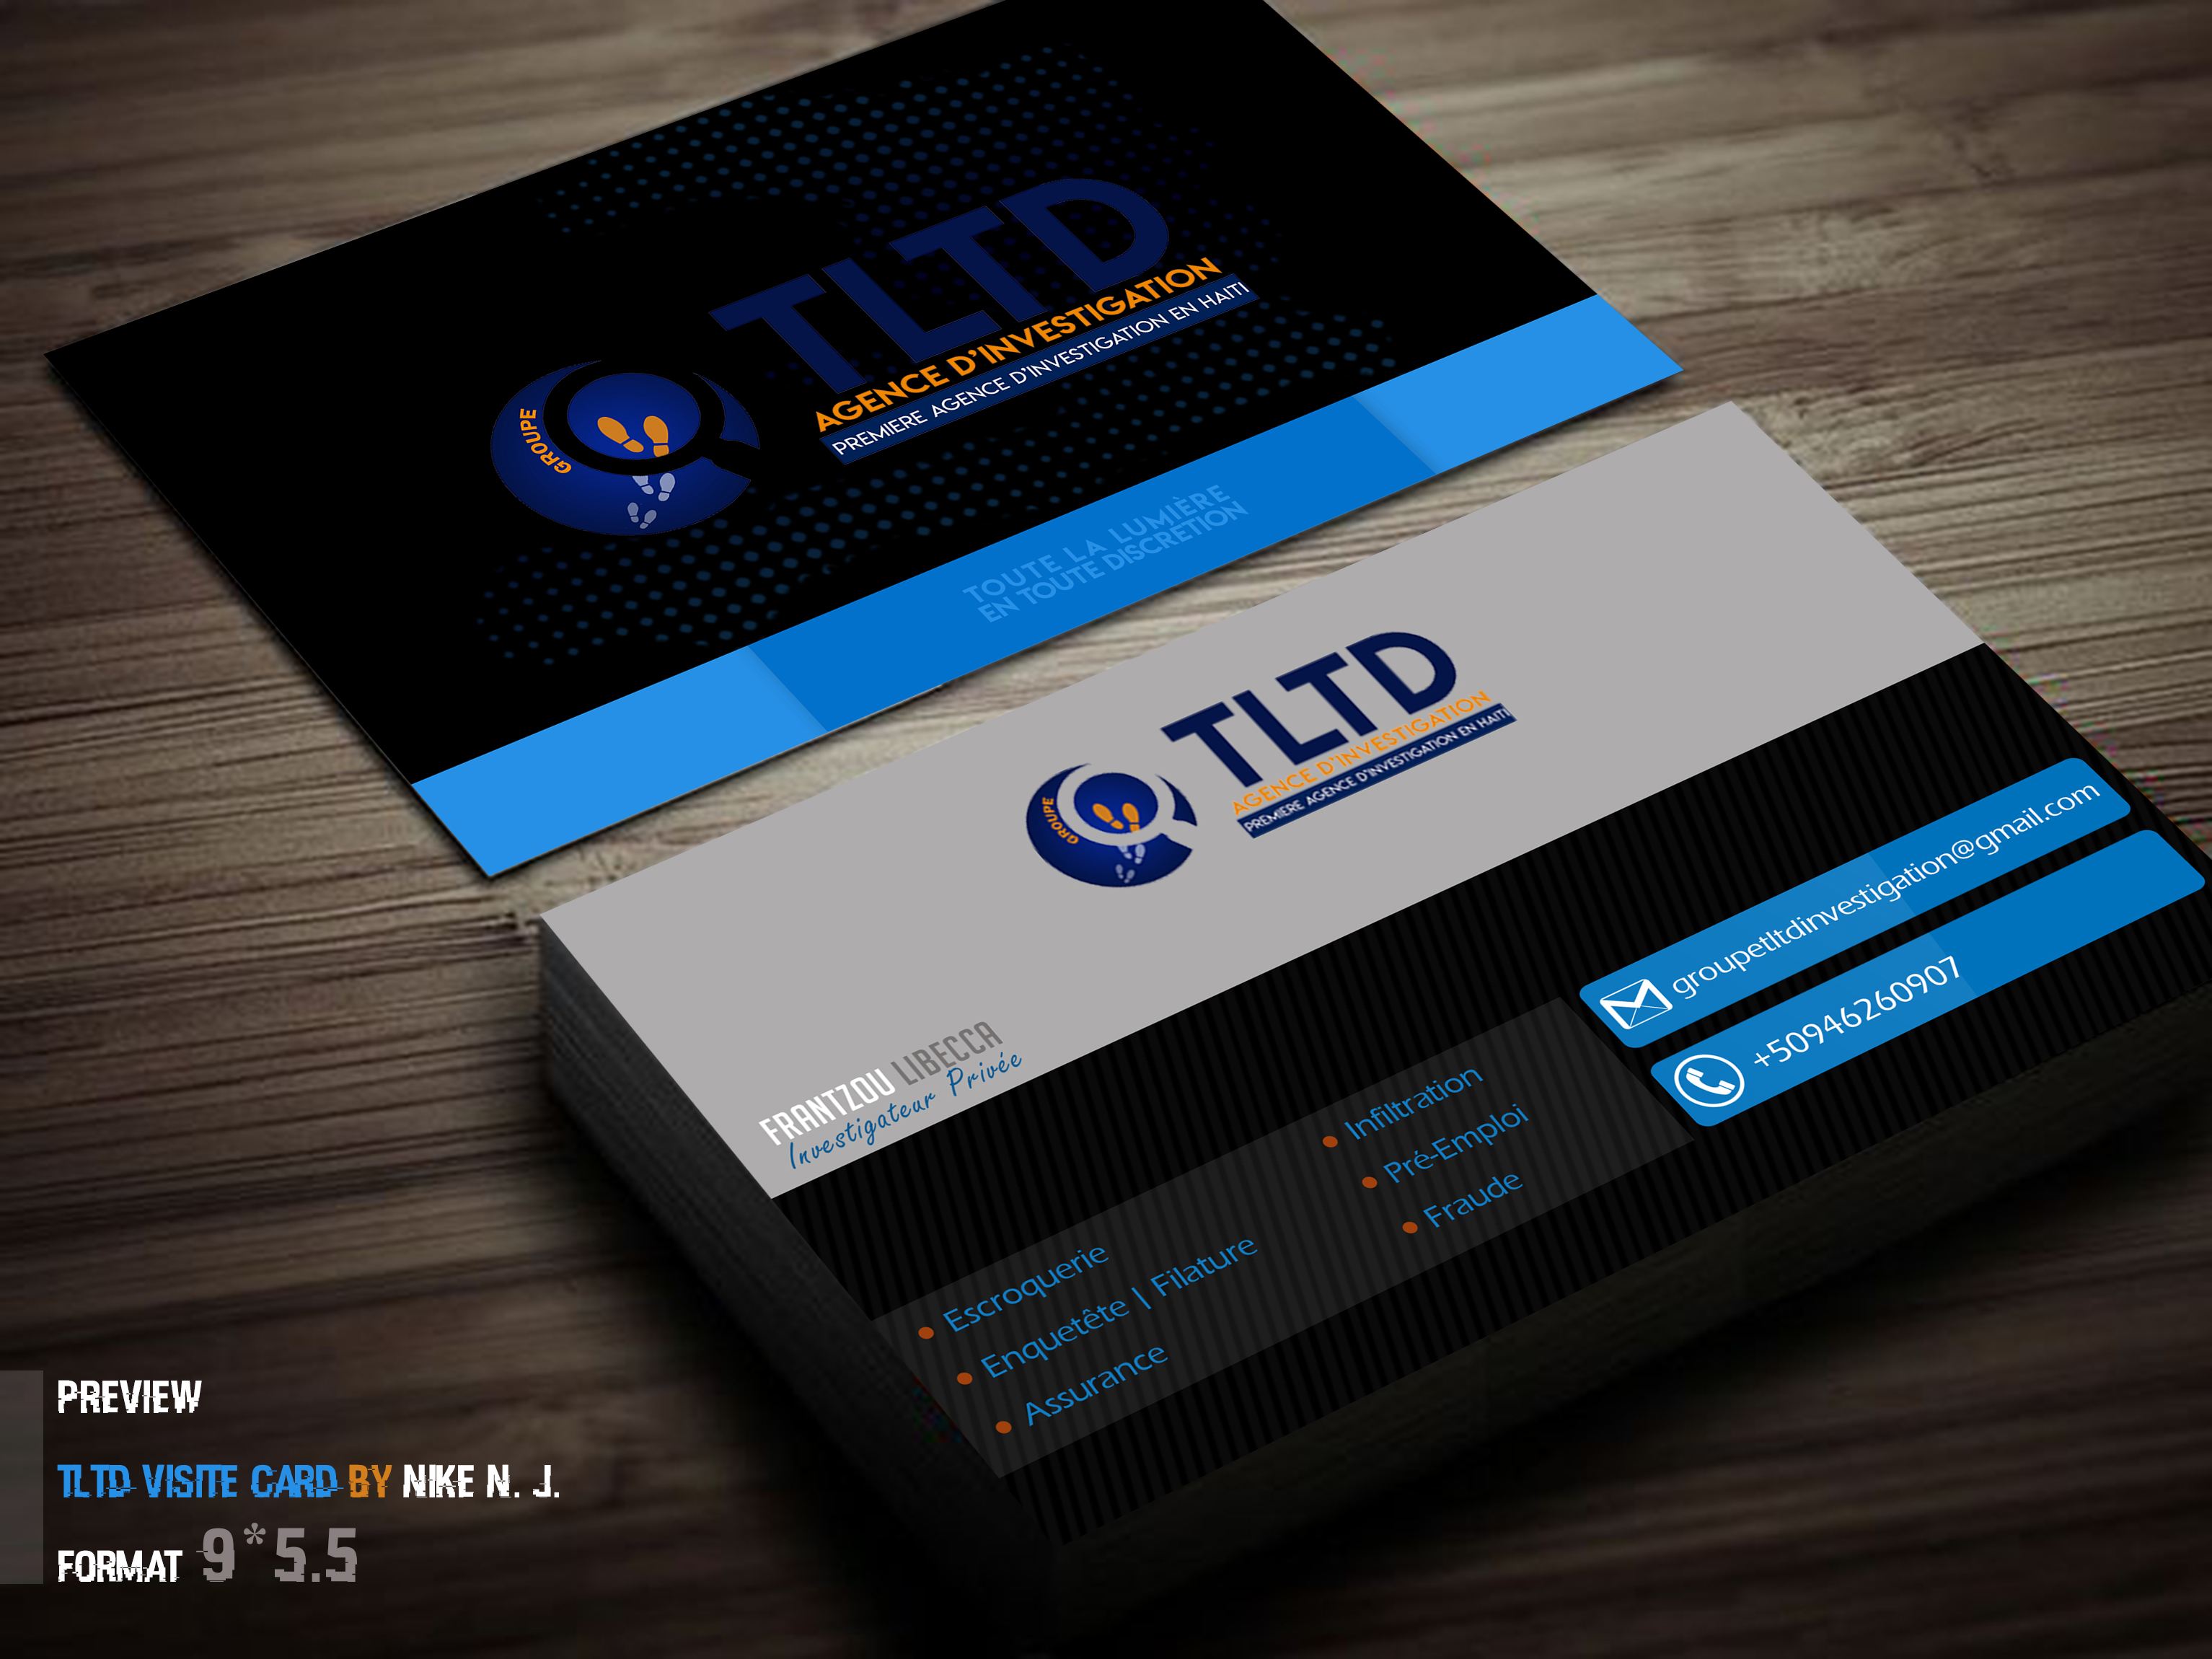 TLTD
AGENCE D'INVESTIGATION
PREMIERE AGENCE D'INVESTIGATION EN HAITI
GROUPE
TOUTE LA LUMIÈRE
EN TOUTE DISCRETION
TLTD
AGENCE D'INVESTIGATION
PREMIERE AGENCE D'INVESTIGATION EN HAITI
GROUPE
FRANTZOU LIBECCA
Investigateur Privée
groupetltdinvestigation@gmail.com
+50946260907
Escroquerie
Enquetête | Filature
Assurance
Infiltration
Pré-Emploi
Fraude
PREVIEW
TLTD VISITE CARD BY NIKE N. J.
FORMAT 9*5.5